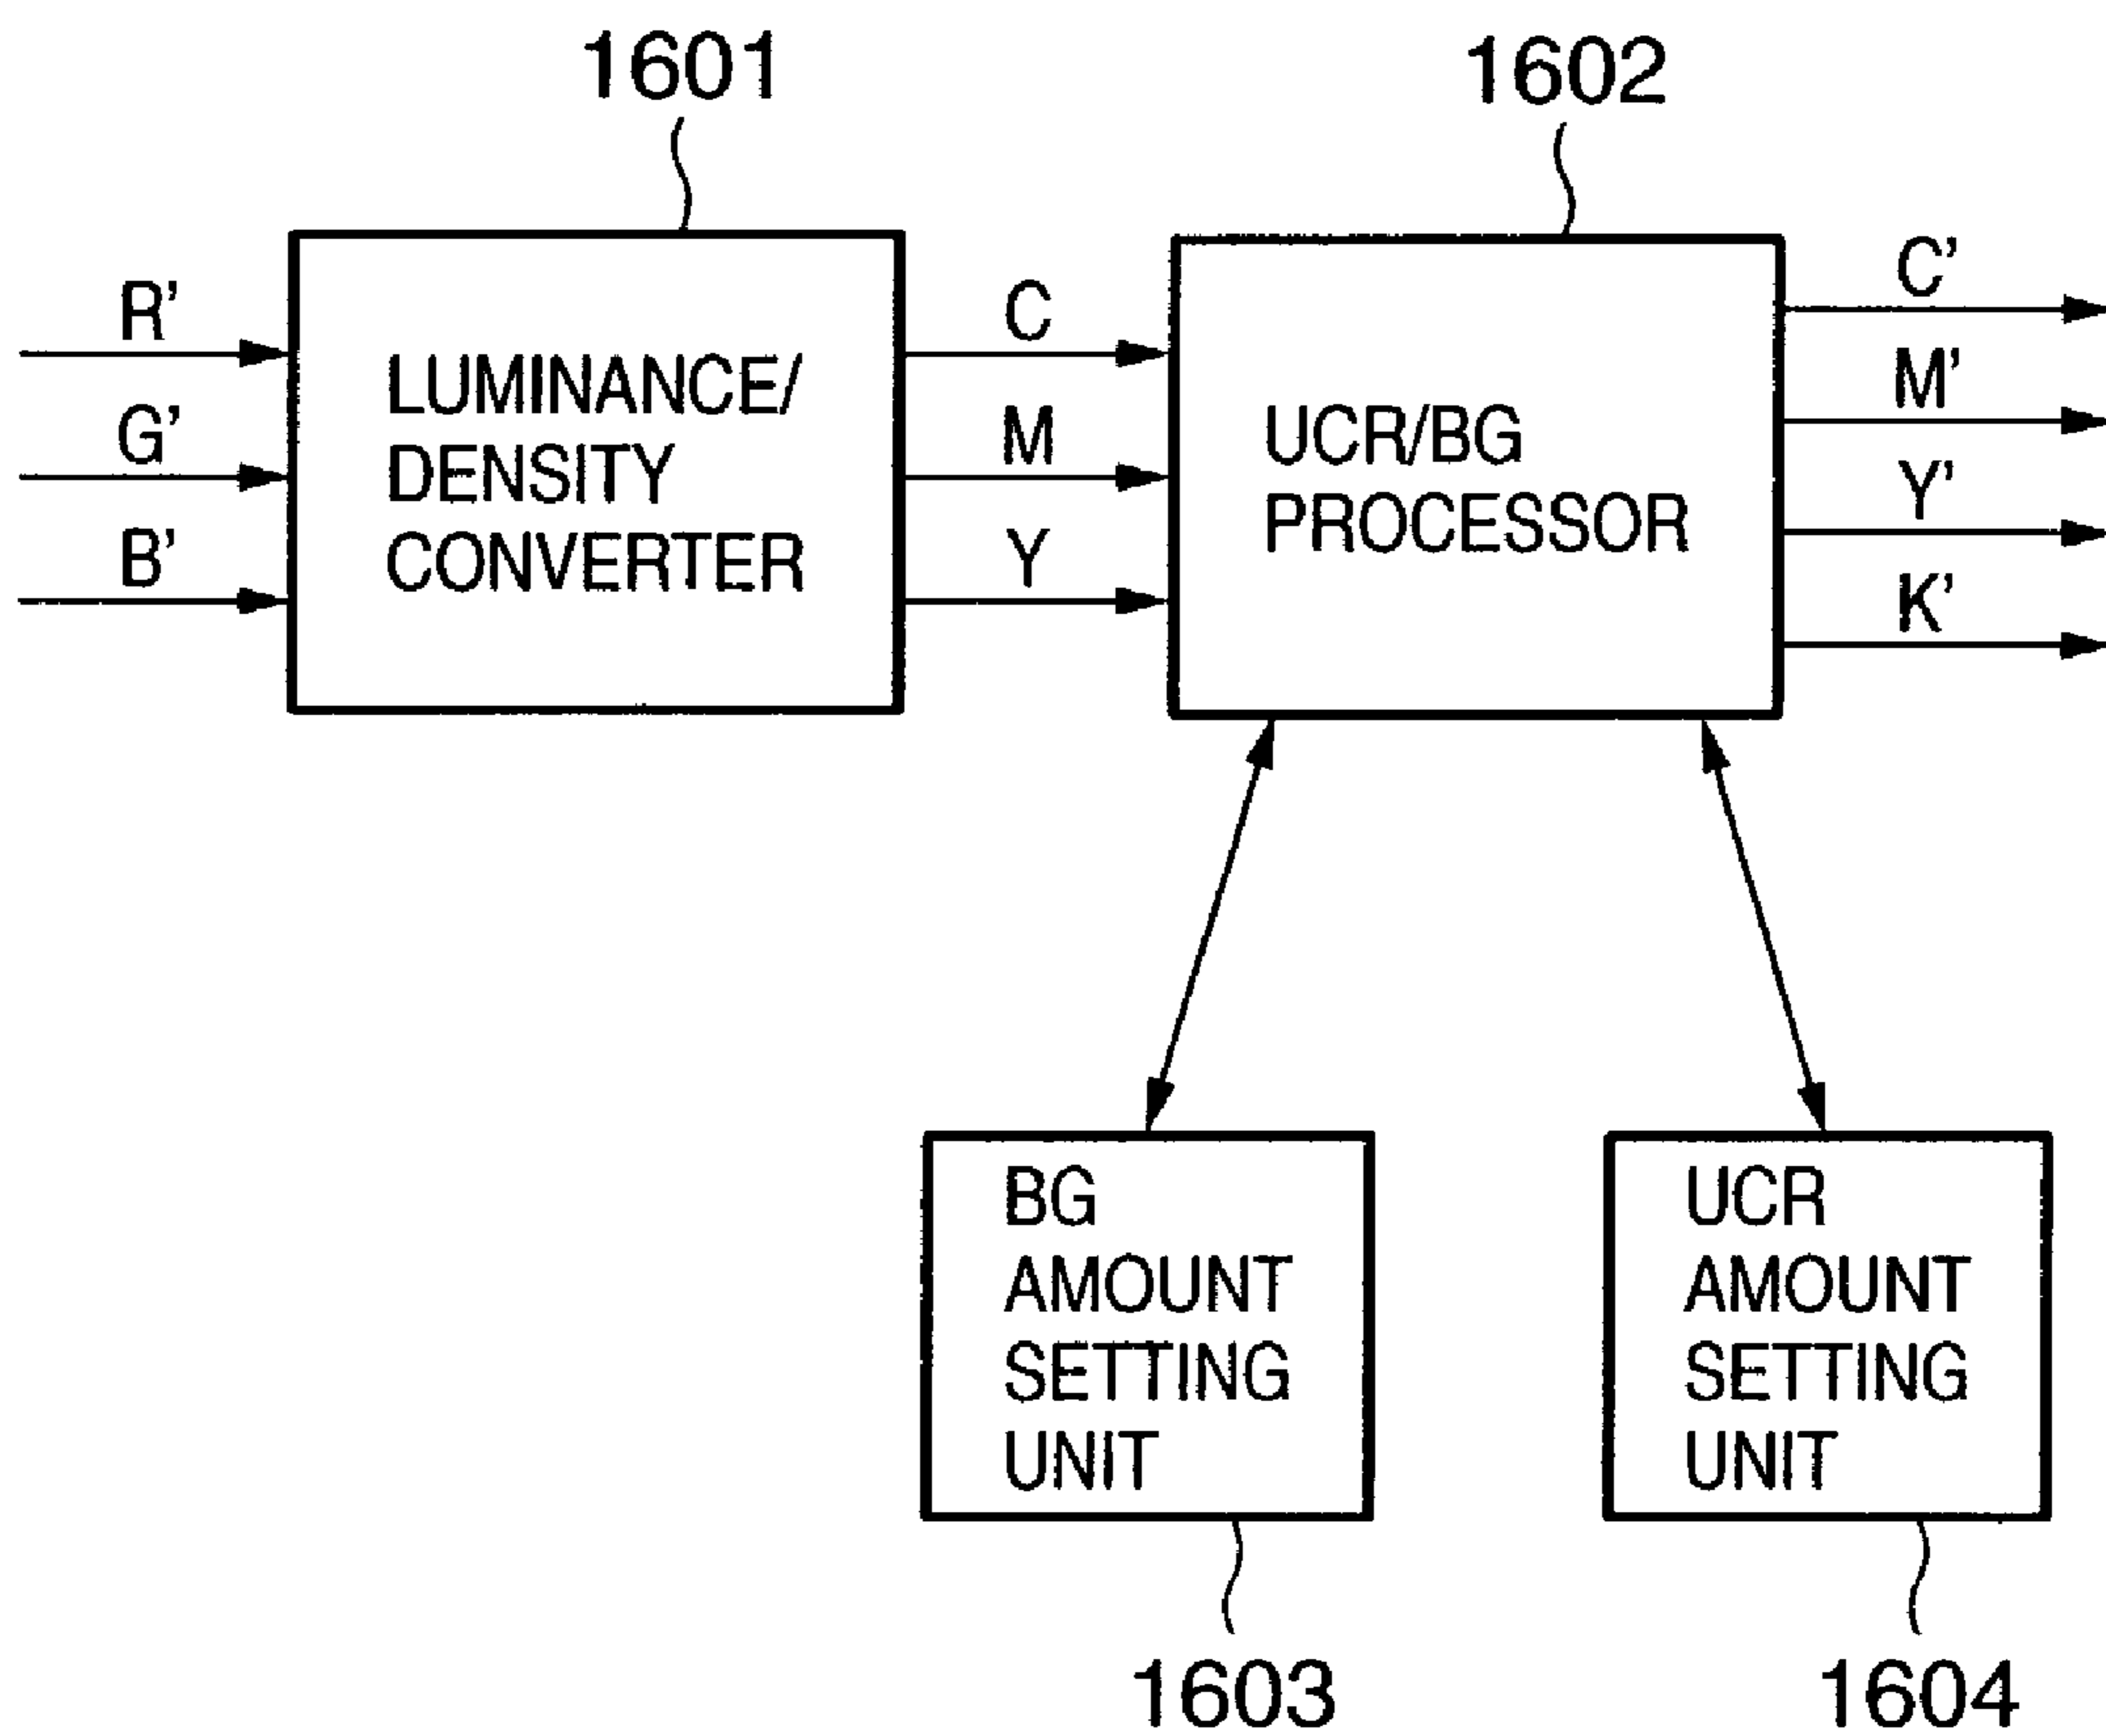 1601
1602
R'
G'
B'
LUMINANCE/
DENSITY
CONVERTER
C
M
Y
UCR/BG
PROCESSOR
C'
M'
Y'
K'
BG
AMOUNT
SETTING
UNIT
UCR
AMOUNT
SETTING
UNIT
1603
1604